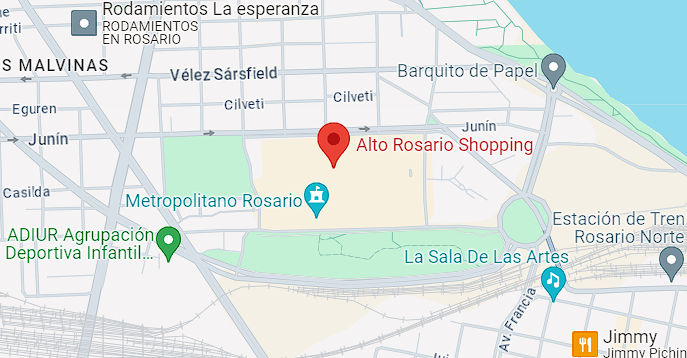 Rodamientos La esperanza
RODAMIENTOS
EN ROSARIO
erriti
S MALVINAS
Vélez Sársfield
Barquito de Papel
Eguren
Cilveti
Cilveti
Junín
Junín
Alto Rosario Shopping
Casilda
Metropolitano Rosario
ADIUR Agrupación
Deportiva Infantil...
Estación de Tren
Rosario Norte
La Sala De Las Artes
Av. Francia
Jimmy
Jimmy Pichin